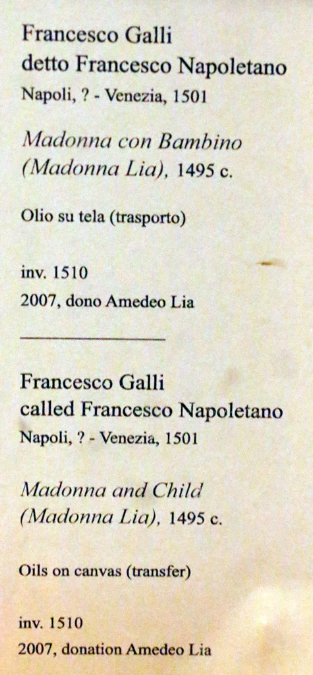 Francesco Galli
detto Francesco Napoletano
Napoli, ? - Venezia, 1501
Madonna con Bambino
(Madonna Lia), 1495 c.
Olio su tela (trasporto)
inv. 1510
2007, dono Amedeo Lia
Francesco Galli
called Francesco Napoletano
Napoli, ? - Venezia, 1501
Madonna and Child
(Madonna Lia), 1495 c.
Oils on canvas (transfer)
inv. 1510
2007, donation Amedeo Lia